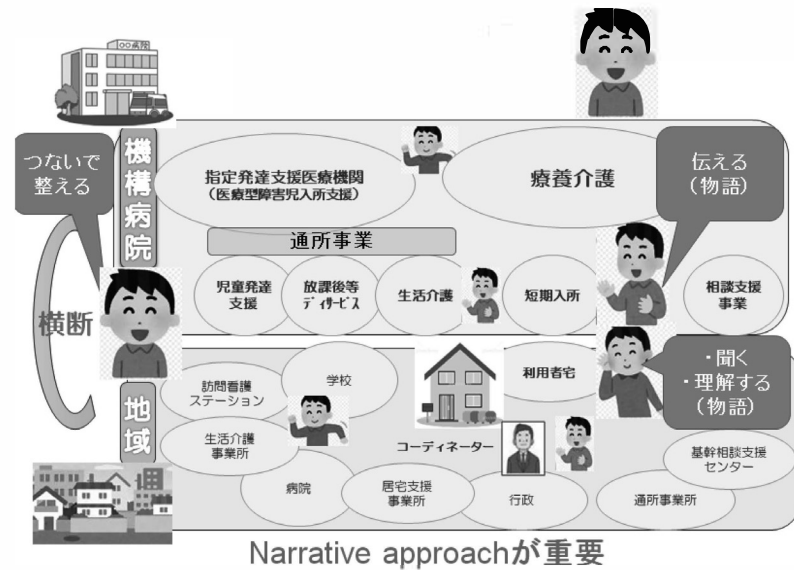 ○○病院
つないで
整える
機構病院
指定発達支援医療機関
(医療型障害児入所支援)
療養介護
伝える
(物語)
通所事業
児童発達
支援
放課後等
デイサービス
生活介護
短期入所
相談支援
事業
横断
地域
訪問看護
ステーション
学校
利用者宅
・聞く
・理解する
(物語)
生活介護
事業所
コーディネーター
基幹相談支援
センター
病院
居宅支援
事業所
行政
通所事業所
Narrative approachが重要